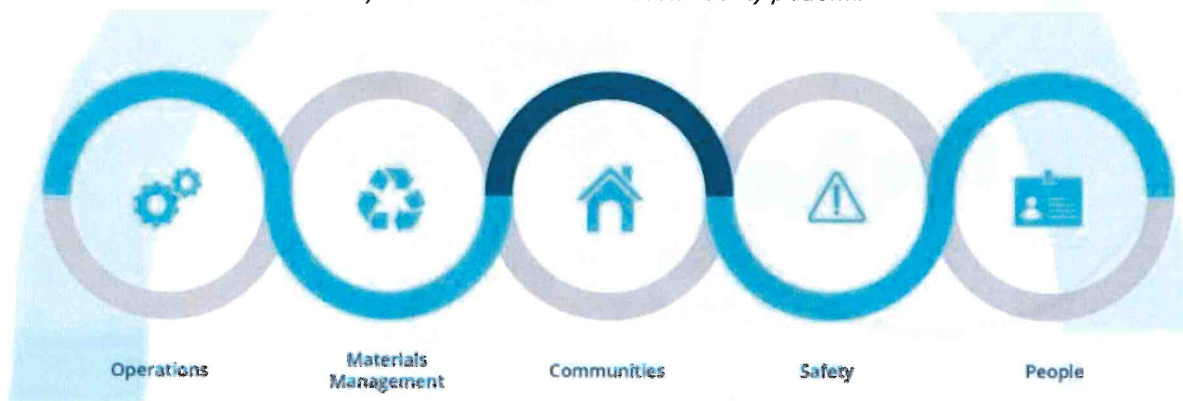 Operations
Materials
Management
Communities
Safety
People